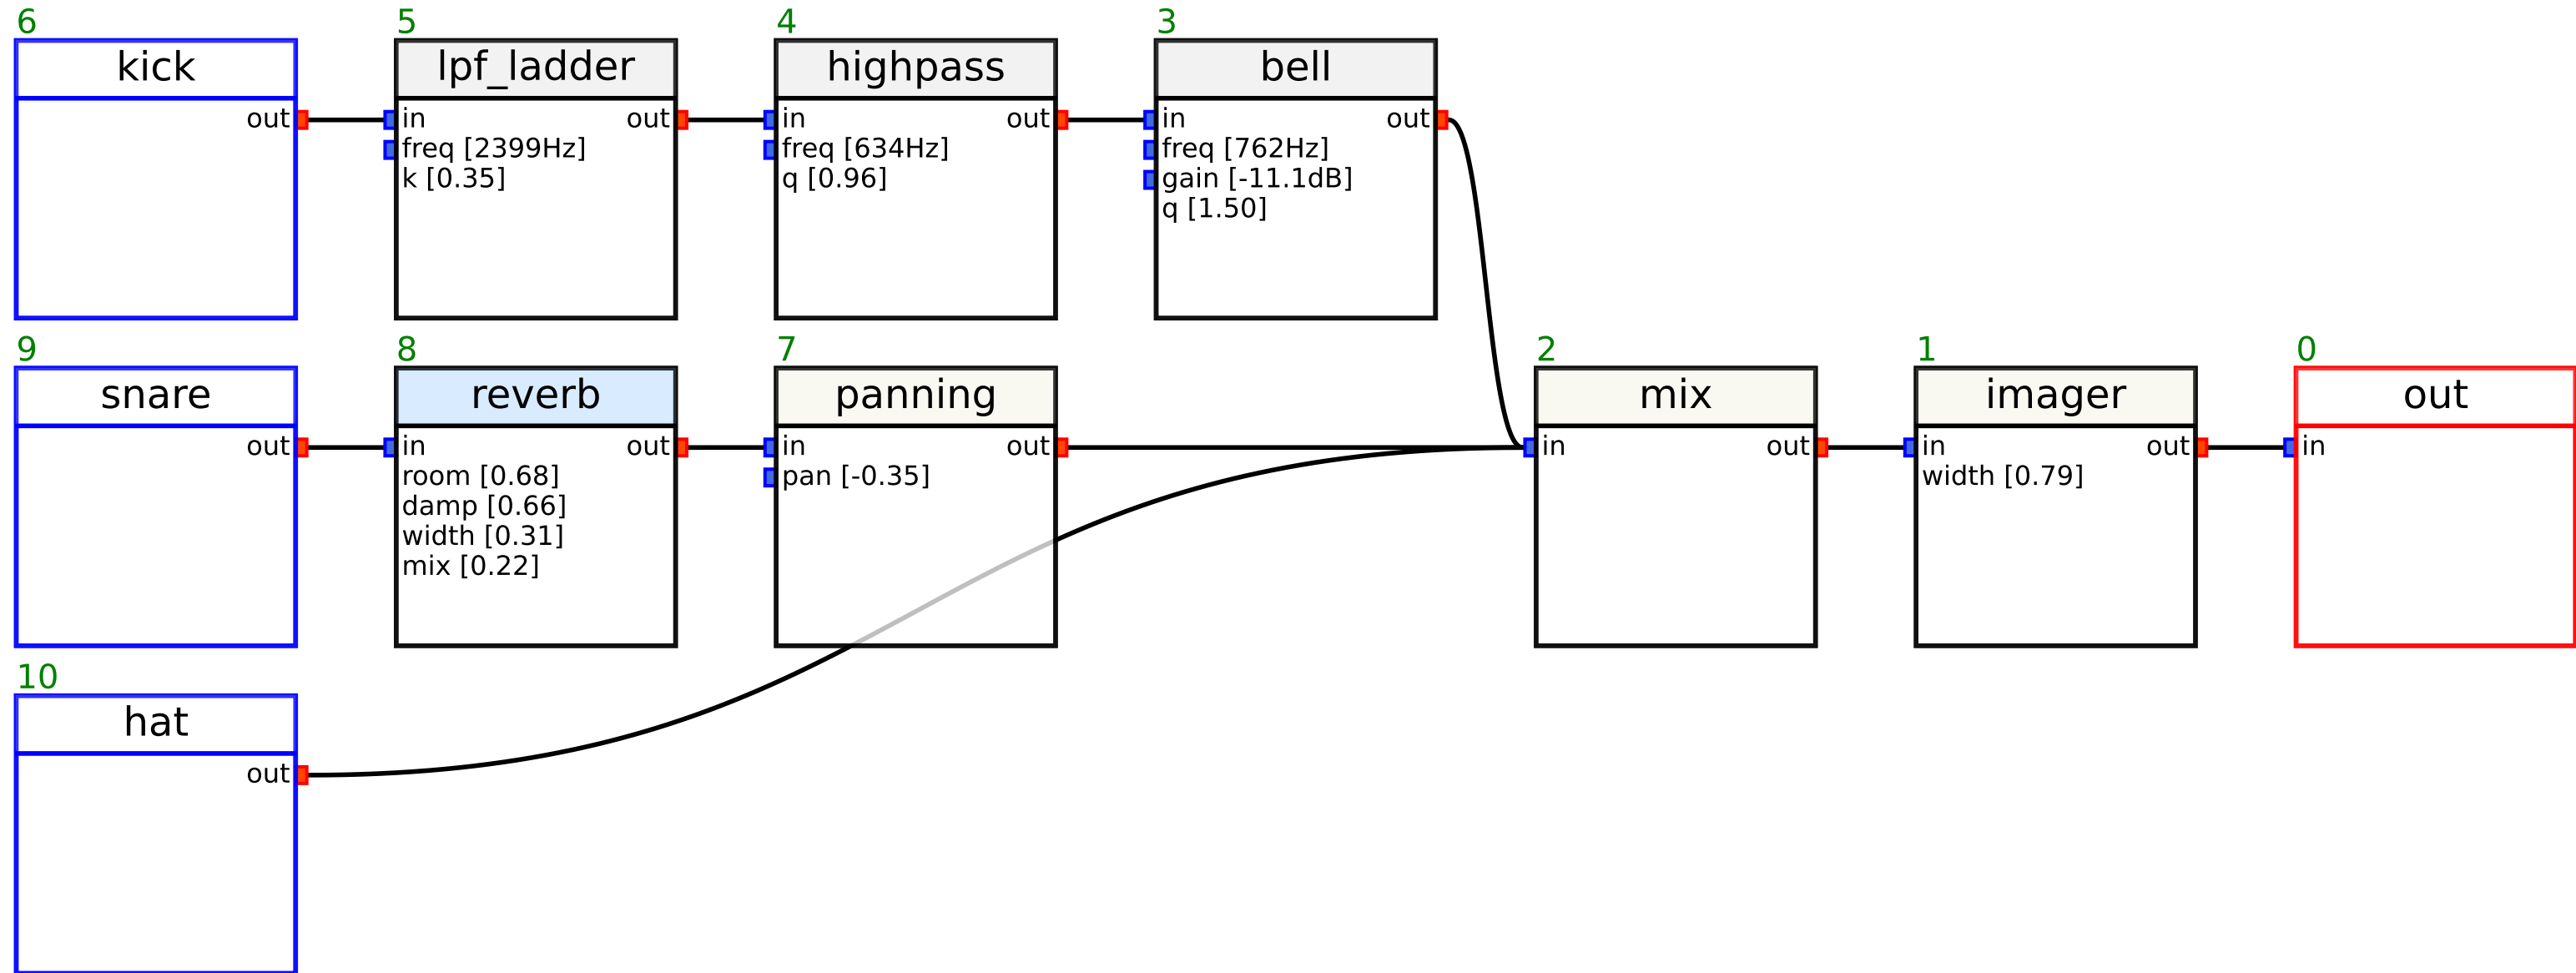 6
kick
out
5
lpf_ladder
in
out
freq [2399Hz]
k [0.35]
4
highpass
in
out
freq [634Hz]
q [0.96]
3
bell
in
out
freq [762Hz]
gain [-11.1dB]
q [1.50]
9
snare
out
8
reverb
in
out
room [0.68]
damp [0.66]
width [0.31]
mix [0.22]
7
panning
in
out
pan [-0.35]
2
mix
in
out
1
imager
in
out
width [0.79]
0
out
in
10
hat
out